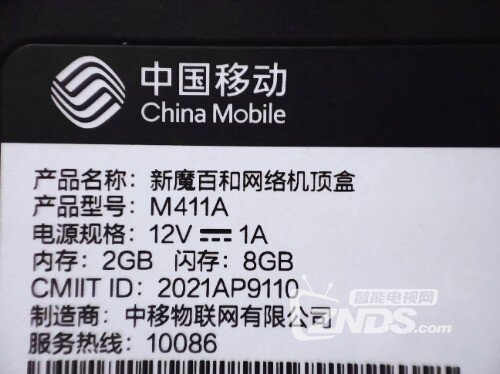 中国移动
China Mobile
产品名称：新魔百和网络机顶盒
产品型号：M411A
电源规格：12V⎓1A
内存：2GB 闪存：8GB
CMIIT ID：2021AP9110
制造商：中移物联网有限公司
服务热线：10086
智能电视网
ZNDS.com